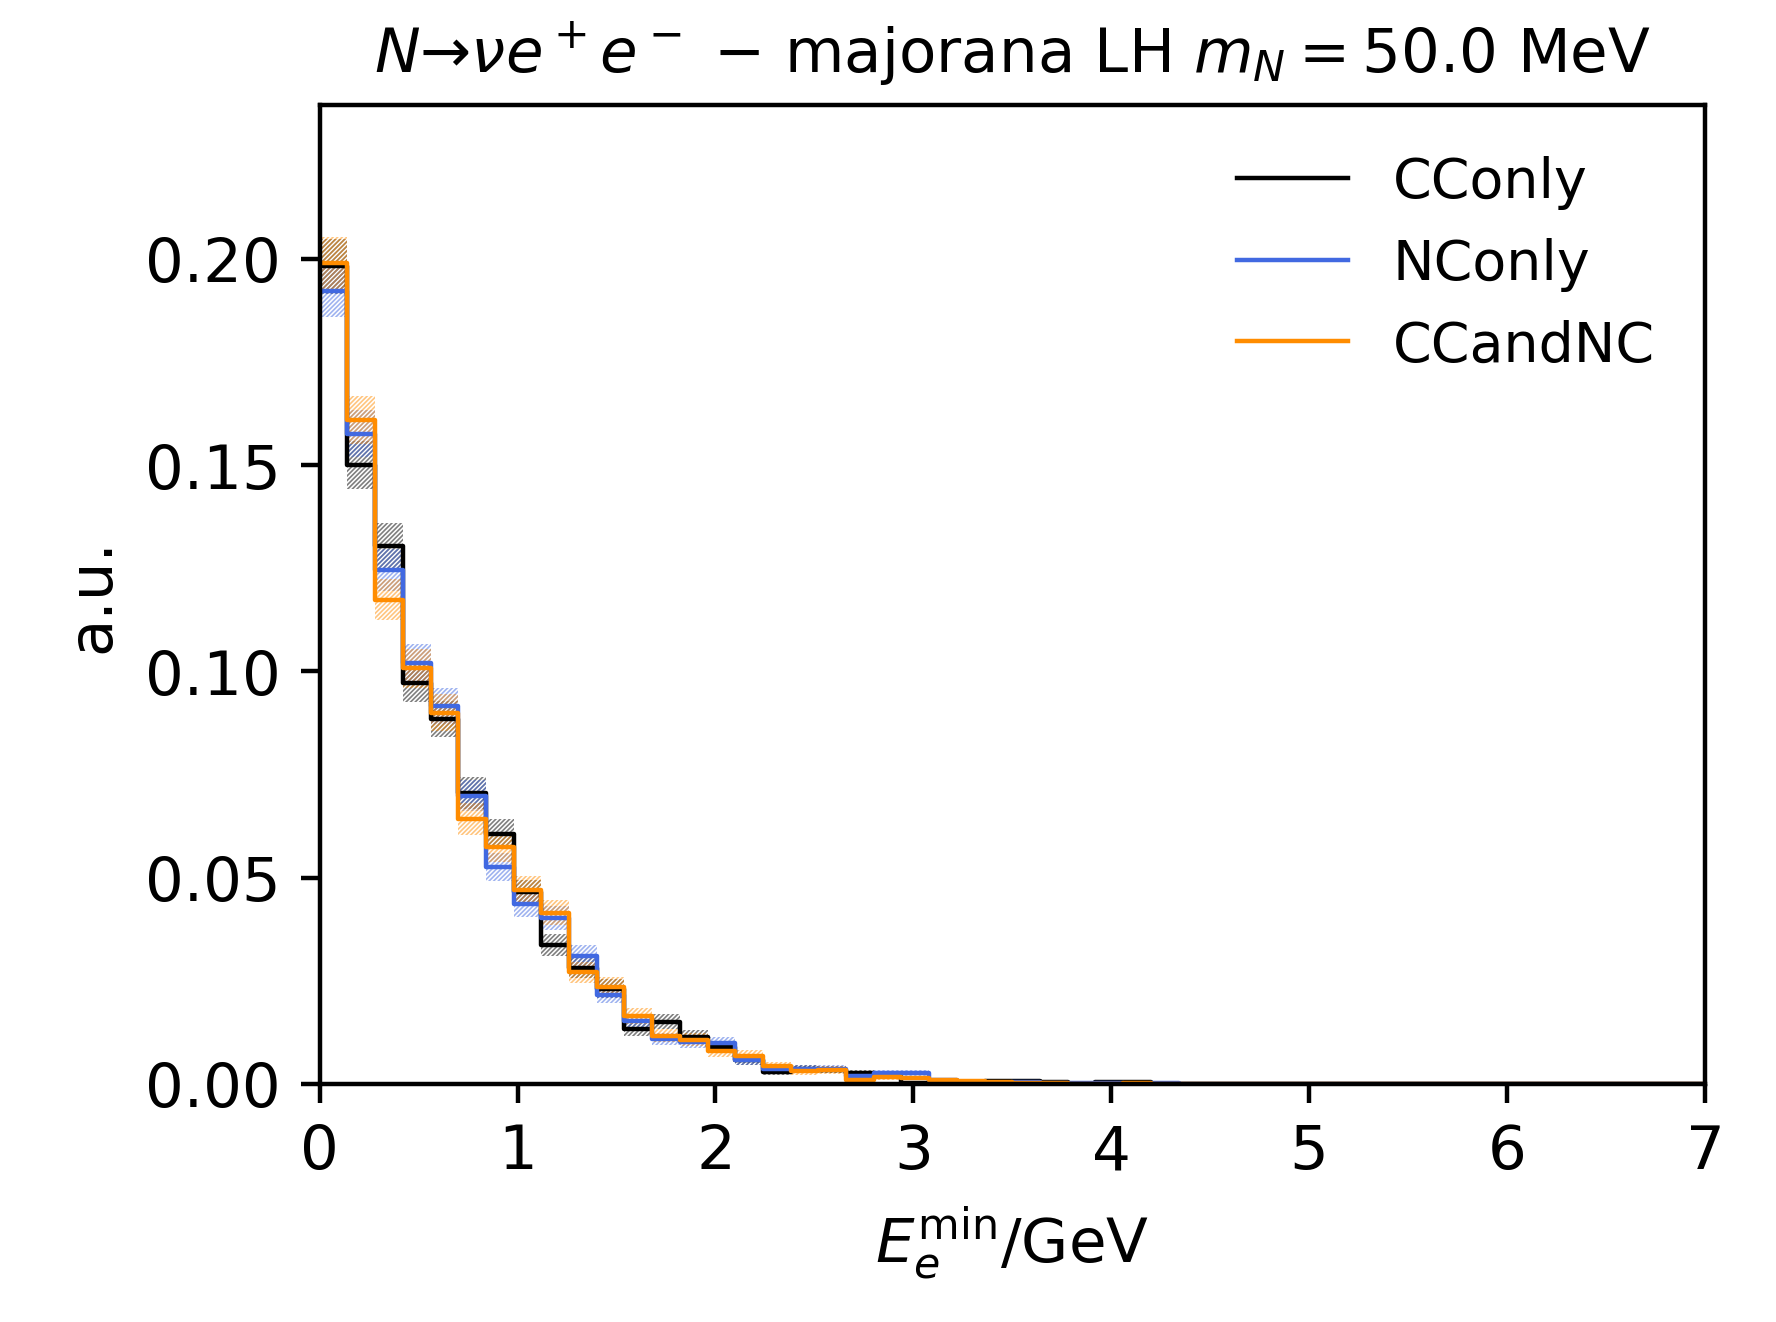 N→νe⁺e⁻ − majorana LH m_N = 50.0 MeV
CConly
NConly
CCandNC
0.20
0.15
0.10
0.05
0.00
a.u.
0 1 2 3 4 5 6 7
E_e^min/GeV